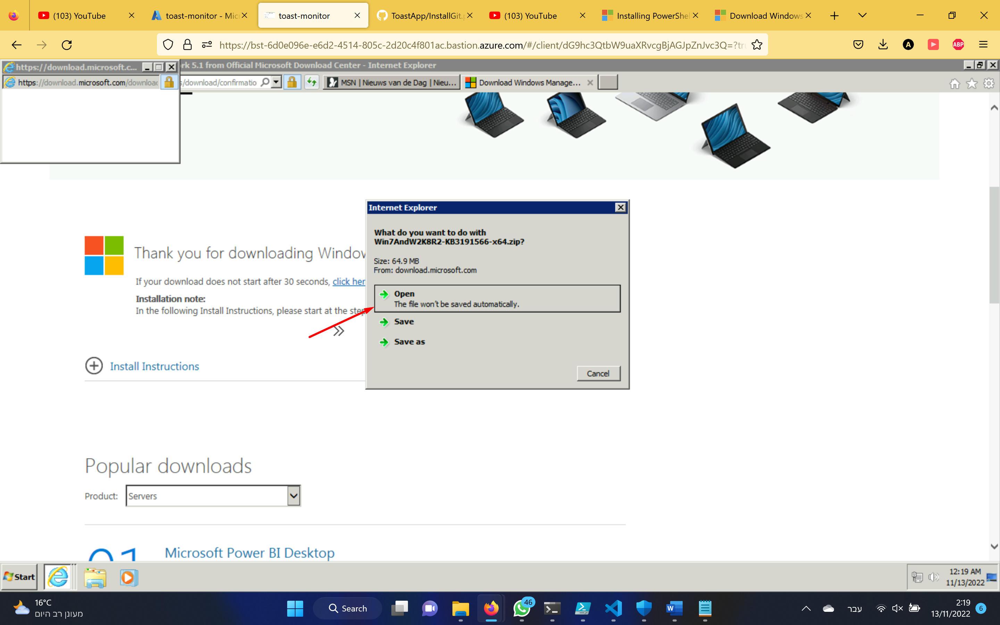 (103) YouTube
toast-monitor - Mic
toast-monitor
ToastApp/InstallGit.p
(103) YouTube
Installing PowerShel
Download Windows
https://bst-6d0e096e-e6d2-4514-805c-2d20c4f801ac.bastion.azure.com/#/client/dG9hc3QtbW9uaXRvcgBjAGJpZnJvc3Q=?tru
A
ABP
https://download.microsoft.c...
rk 5.1 from Official Microsoft Download Center - Internet Explorer
https://download.microsoft.com/download
s/download/confirmatio
MSN | Nieuws van de Dag | Nieu...
Download Windows Manage...
Internet Explorer
What do you want to do with
Win7AndW2K8R2-KB3191566-x64.zip?
Size: 64.9 MB
From: download.microsoft.com
Open
The file won't be saved automatically.
Save
Save as
Cancel
Thank you for downloading Window
If your download does not start after 30 seconds, click her
Installation note:
In the following Install Instructions, please start at the step
Install Instructions
Popular downloads
Product:
Servers
01
Microsoft Power BI Desktop
Start
12:19 AM
11/13/2022
16°C
מעונן רב היום
Search
46
W
עבר
2:19
13/11/2022
6